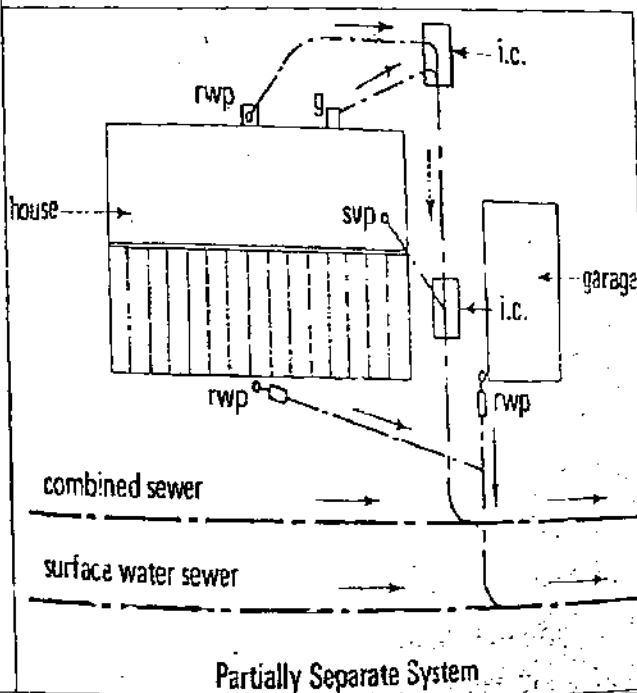 i.c.
rwp
g
house
svp
garage
i.c.
rwp
rwp
combined sewer
surface water sewer
Partially Separate System